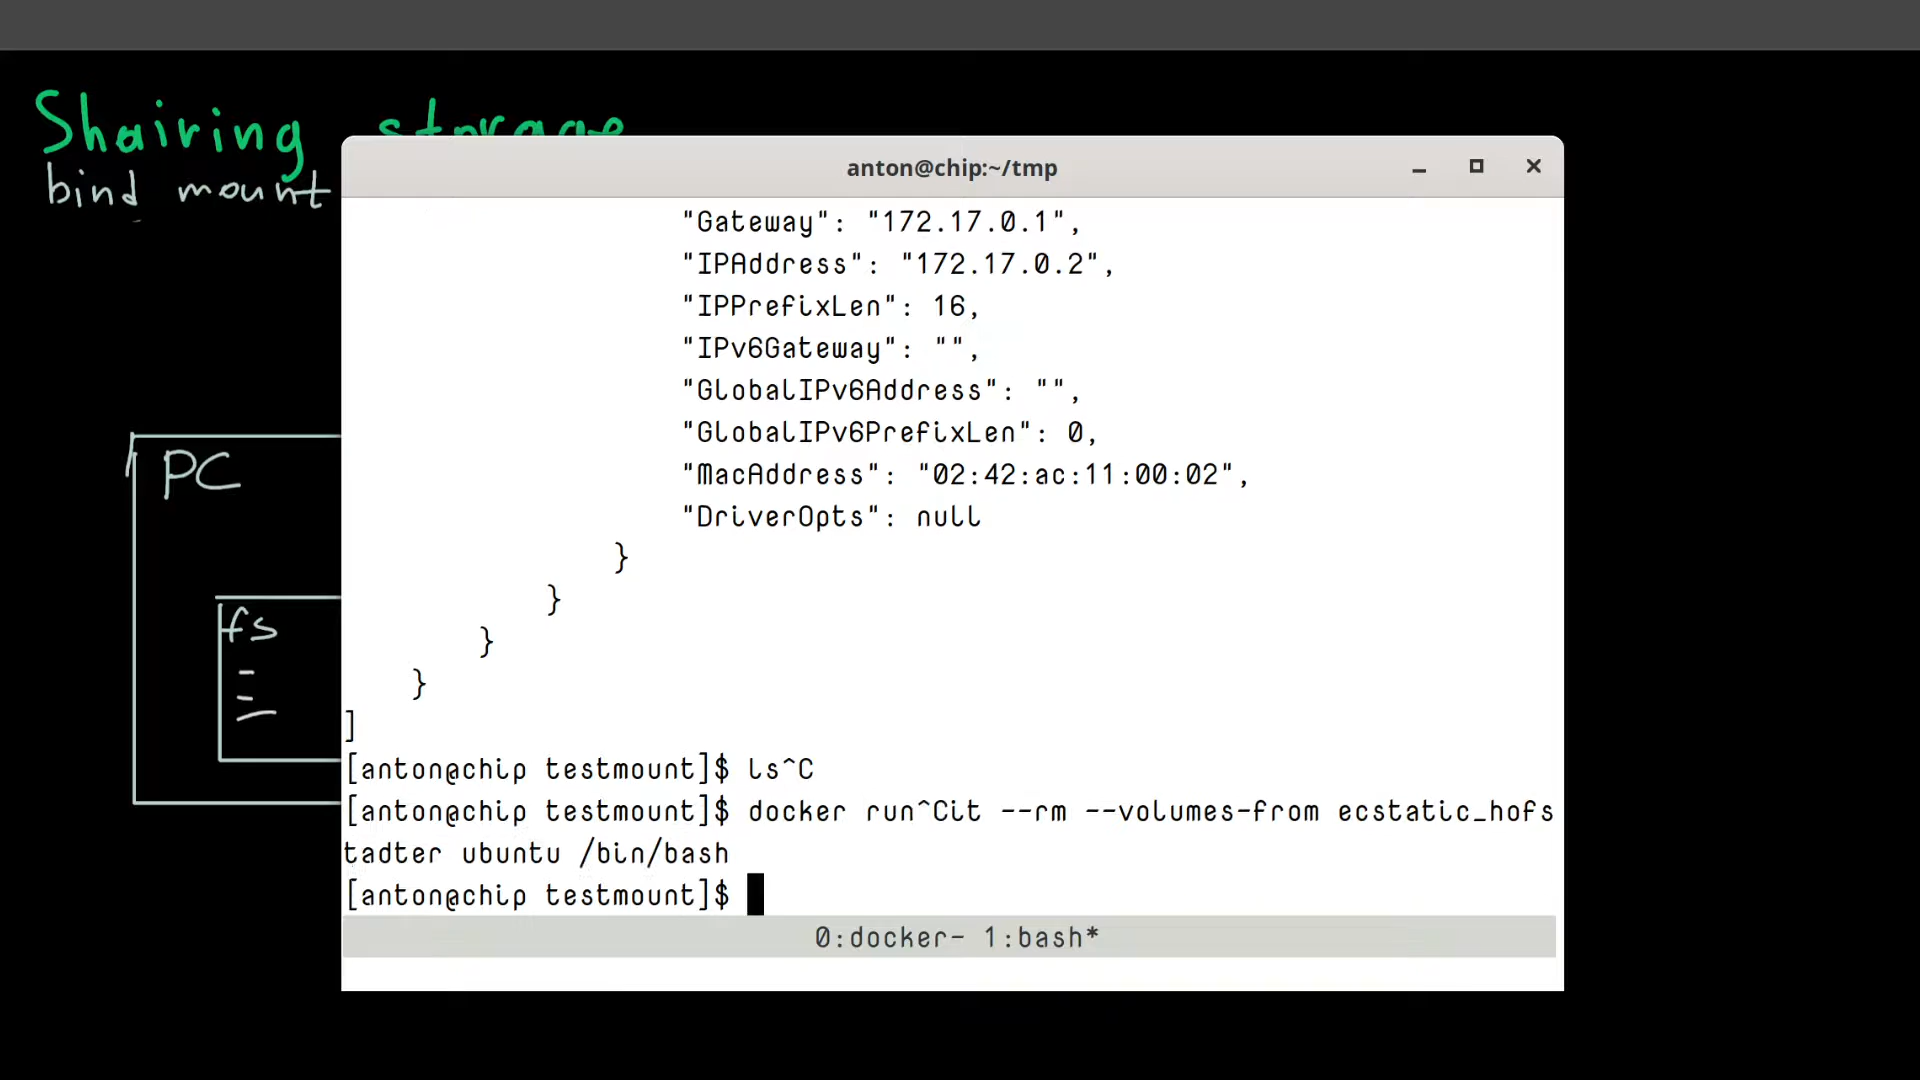 Shairing storage
bind mount
PC
fs
anton@chip:~/tmp
"Gateway": "172.17.0.1",
"IPAddress": "172.17.0.2",
"IPPrefixLen": 16,
"IPv6Gateway": "",
"GlobalIPv6Address": "",
"GlobalIPv6PrefixLen": 0,
"MacAddress": "02:42:ac:11:00:02",
"DriverOpts": null
}
}
}
}
]
[anton@chip testmount]$ ls^C
[anton@chip testmount]$ docker run^Cit --rm --volumes-from ecstatic_hofs
tadter ubuntu /bin/bash
[anton@chip testmount]$
0:docker- 1:bash*